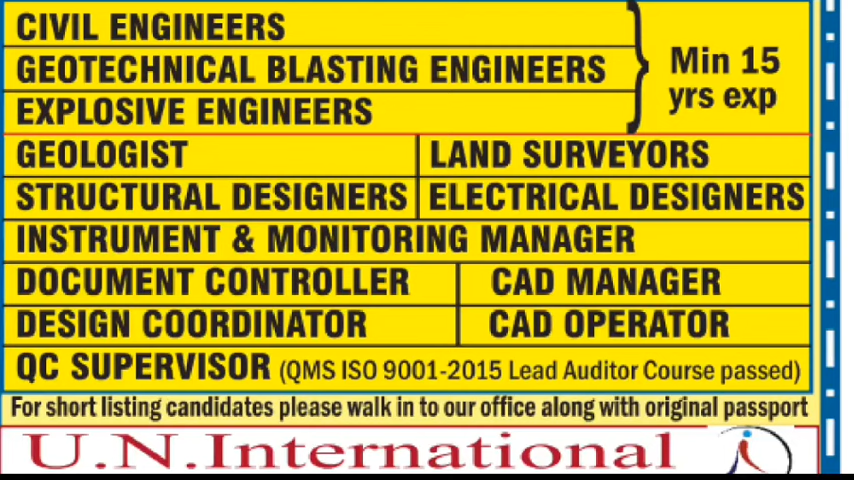 CIVIL ENGINEERS
GEOTECHNICAL BLASTING ENGINEERS
EXPLOSIVE ENGINEERS
Min 15
yrs exp
GEOLOGIST
LAND SURVEYORS
STRUCTURAL DESIGNERS
ELECTRICAL DESIGNERS
INSTRUMENT & MONITORING MANAGER
DOCUMENT CONTROLLER
CAD MANAGER
DESIGN COORDINATOR
CAD OPERATOR
QC SUPERVISOR (QMS ISO 9001-2015 Lead Auditor Course passed)
For short listing candidates please walk in to our office along with original passport
U.N.International